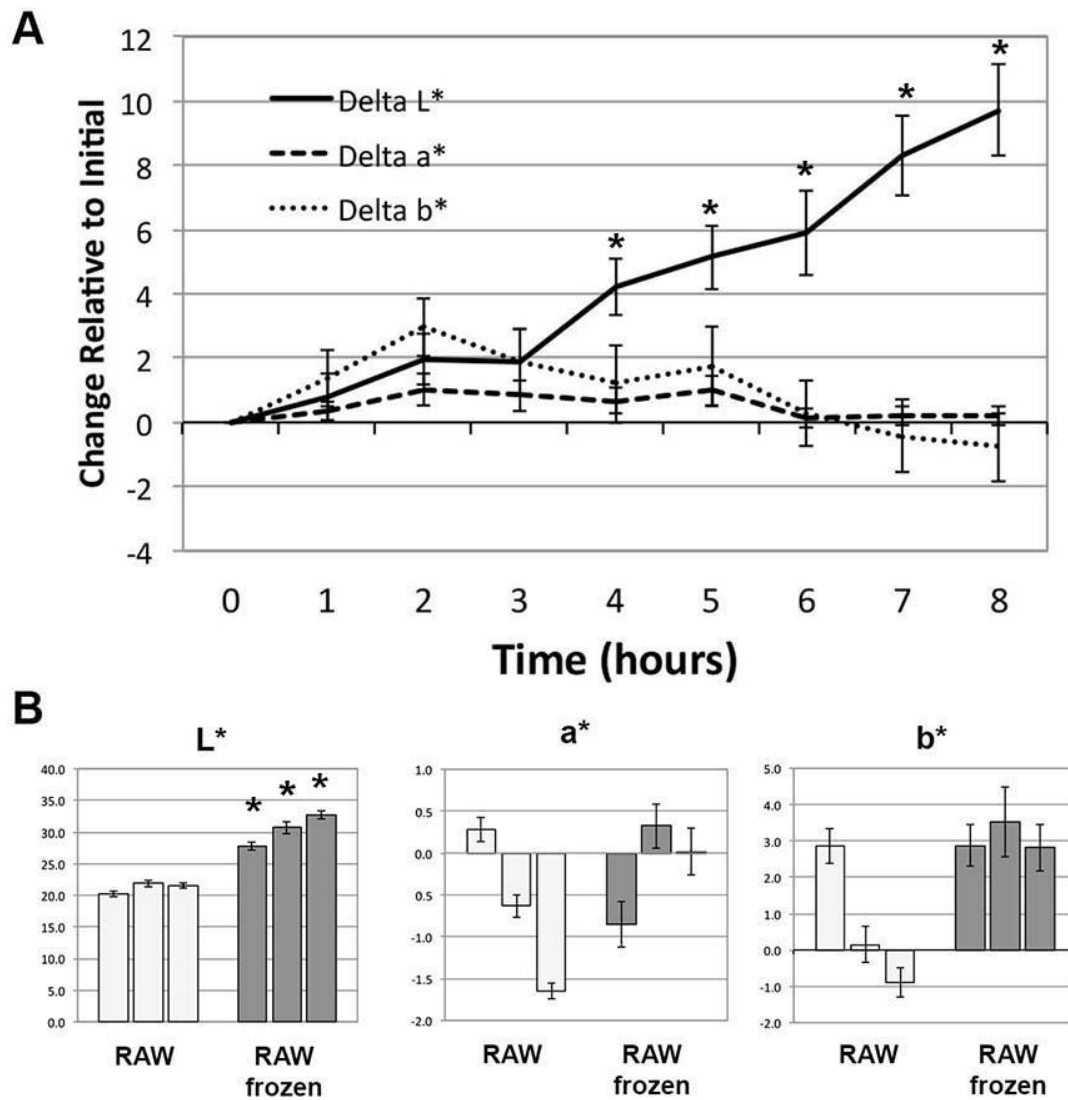 A
Change Relative to Initial
12
10
8
6
4
2
0
-2
-4
Delta L*
Delta a*
Delta b*
*
*
*
*
*
0 1 2 3 4 5 6 7 8
Time (hours)
B
L*
40.0
35.0
30.0
25.0
20.0
15.0
10.0
5.0
0.0
* * *
RAW
RAW
frozen
a*
1.0
0.5
0.0
0.5
-1.0
-1.5
-2.0
RAW
RAW
frozen
b*
5.0
4.0
3.0
2.0
1.0
0.0
-1.0
-2.0
RAW
RAW
frozen